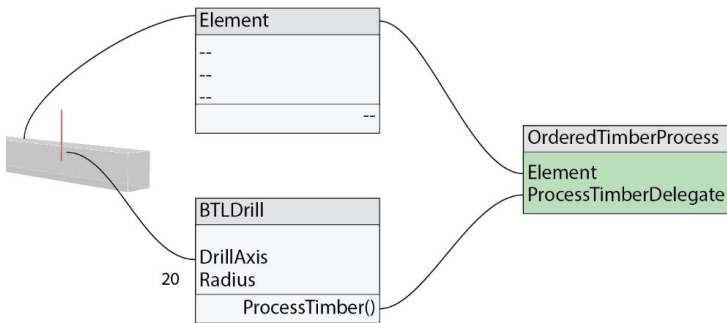 Element
--
--
--
--
BTLDrill
DrillAxis
20 Radius
ProcessTimber()
OrderedTimberProcess
Element
ProcessTimberDelegate